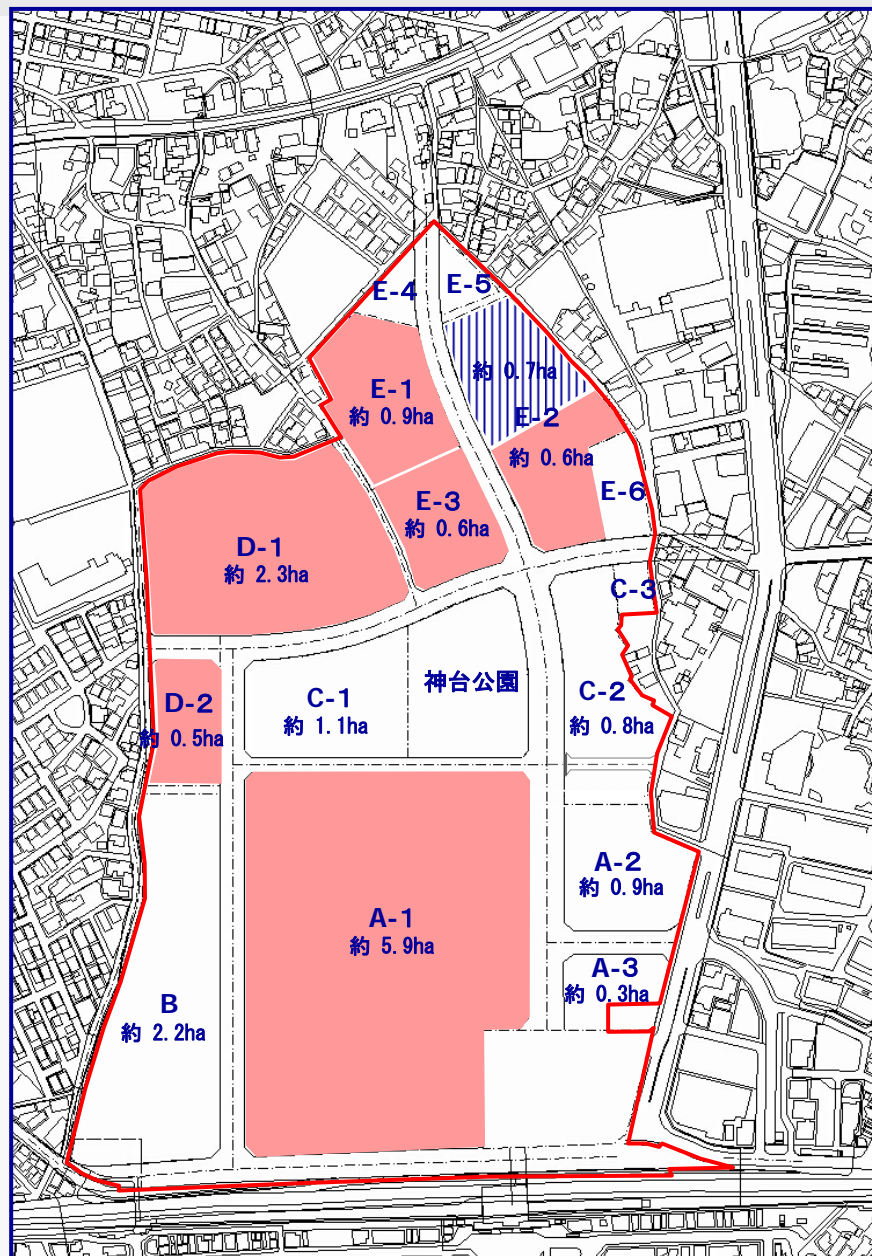 E-4
E-5
約 0.7ha
E-1
約 0.9ha
E-2
約 0.6ha
E-3
約 0.6ha
E-6
D-1
約 2.3ha
C-3
神台公園
D-2
約 0.5ha
C-1
約 1.1ha
C-2
約 0.8ha
A-2
約 0.9ha
A-1
約 5.9ha
A-3
約 0.3ha
B
約 2.2ha